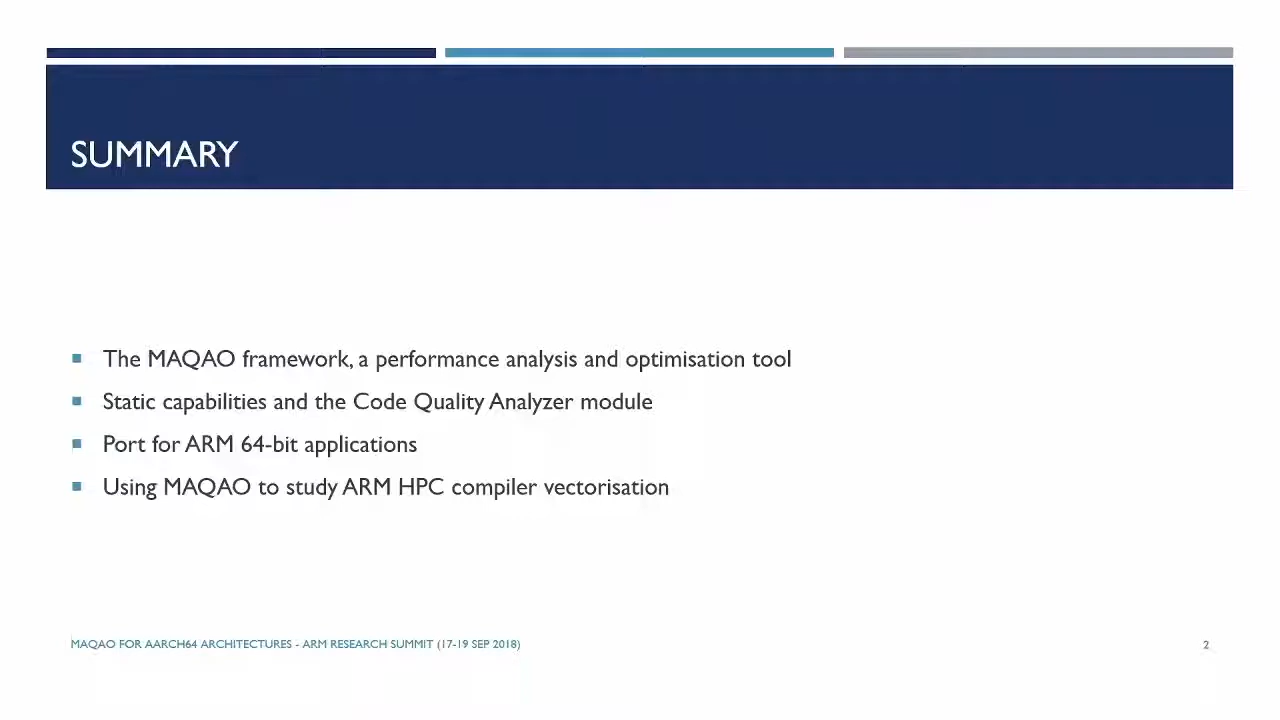 SUMMARY
The MAQAO framework, a performance analysis and optimisation tool
Static capabilities and the Code Quality Analyzer module
Port for ARM 64-bit applications
Using MAQAO to study ARM HPC compiler vectorisation
MAQAO FOR AARCH64 ARCHITECTURES - ARM RESEARCH SUMMIT (17-19 SEP 2018)
2